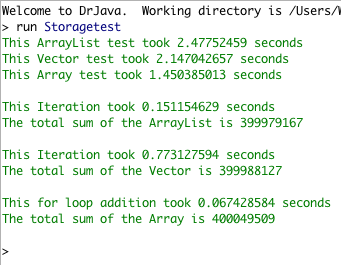 Welcome to DrJava.  Working directory is /Users/
> run Storagetest
This ArrayList test took 2.47752459 seconds
This Vector test took 2.147042657 seconds
This Array test took 1.450385013 seconds
This Iteration took 0.151154629 seconds
The total sum of the ArrayList is 399979167
This Iteration took 0.773127594 seconds
The total sum of the Vector is 399988127
This for loop addition took 0.067428584 seconds
The total sum of the Array is 400049509
>